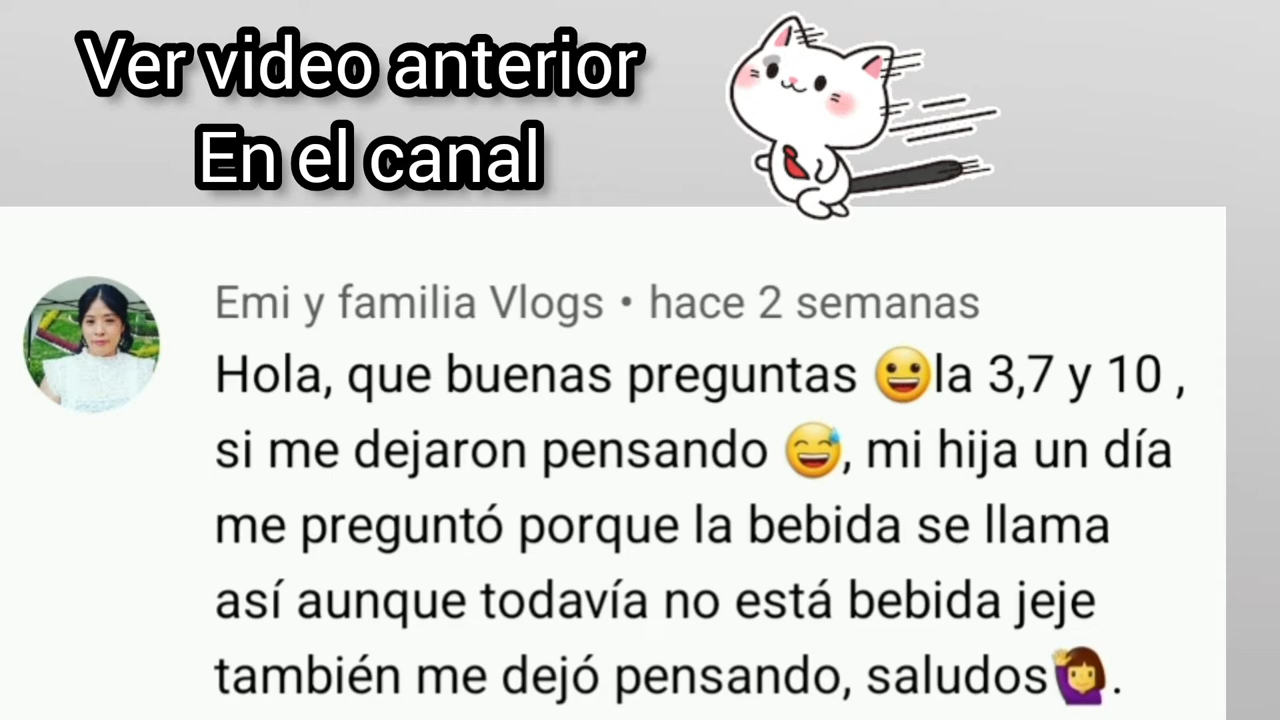 Ver video anterior
En el canal
Emi y familia Vlogs • hace 2 semanas
Hola, que buenas preguntas 😀la 3,7 y 10 ,
si me dejaron pensando 😅, mi hija un día
me preguntó porque la bebida se llama
así aunque todavía no está bebida jeje
también me dejó pensando, saludos🙋‍♀️.